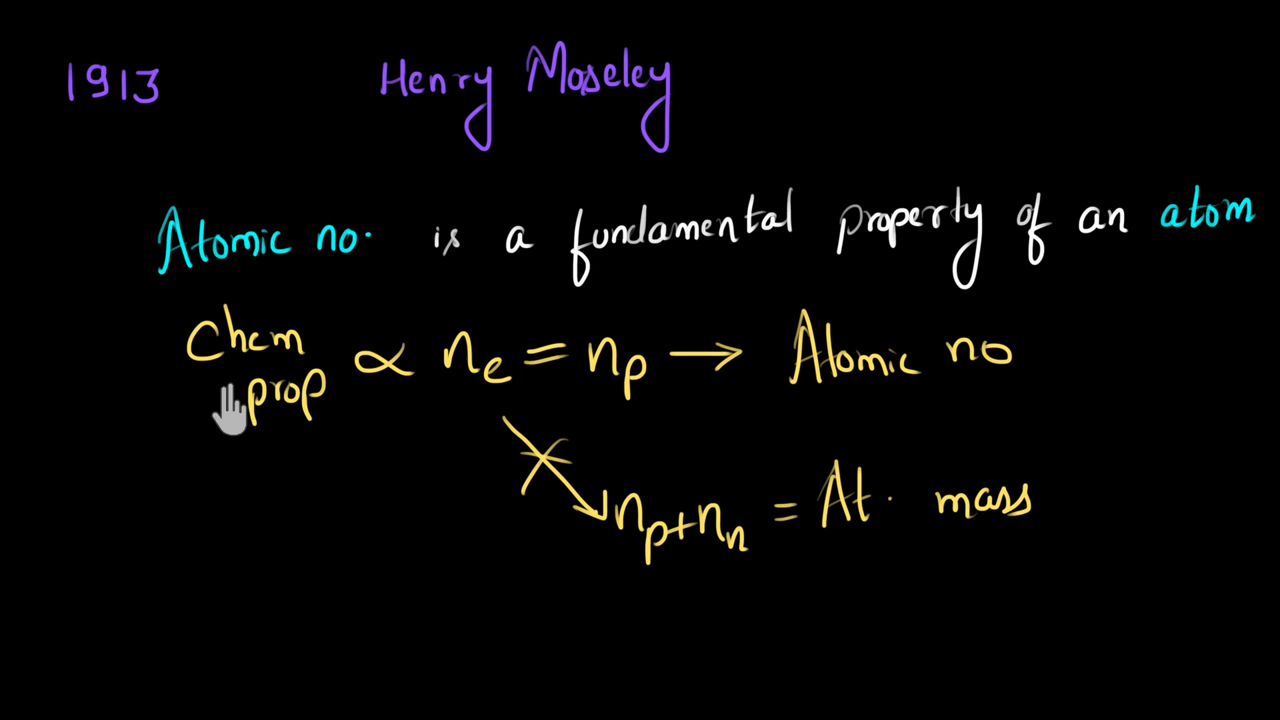 1913 Henry Moseley
Atomic no. is a fundamental property of an atom
Chem
prop ∝ nₑ = nₚ → Atomic no
nₚ+nₙ = At. mass